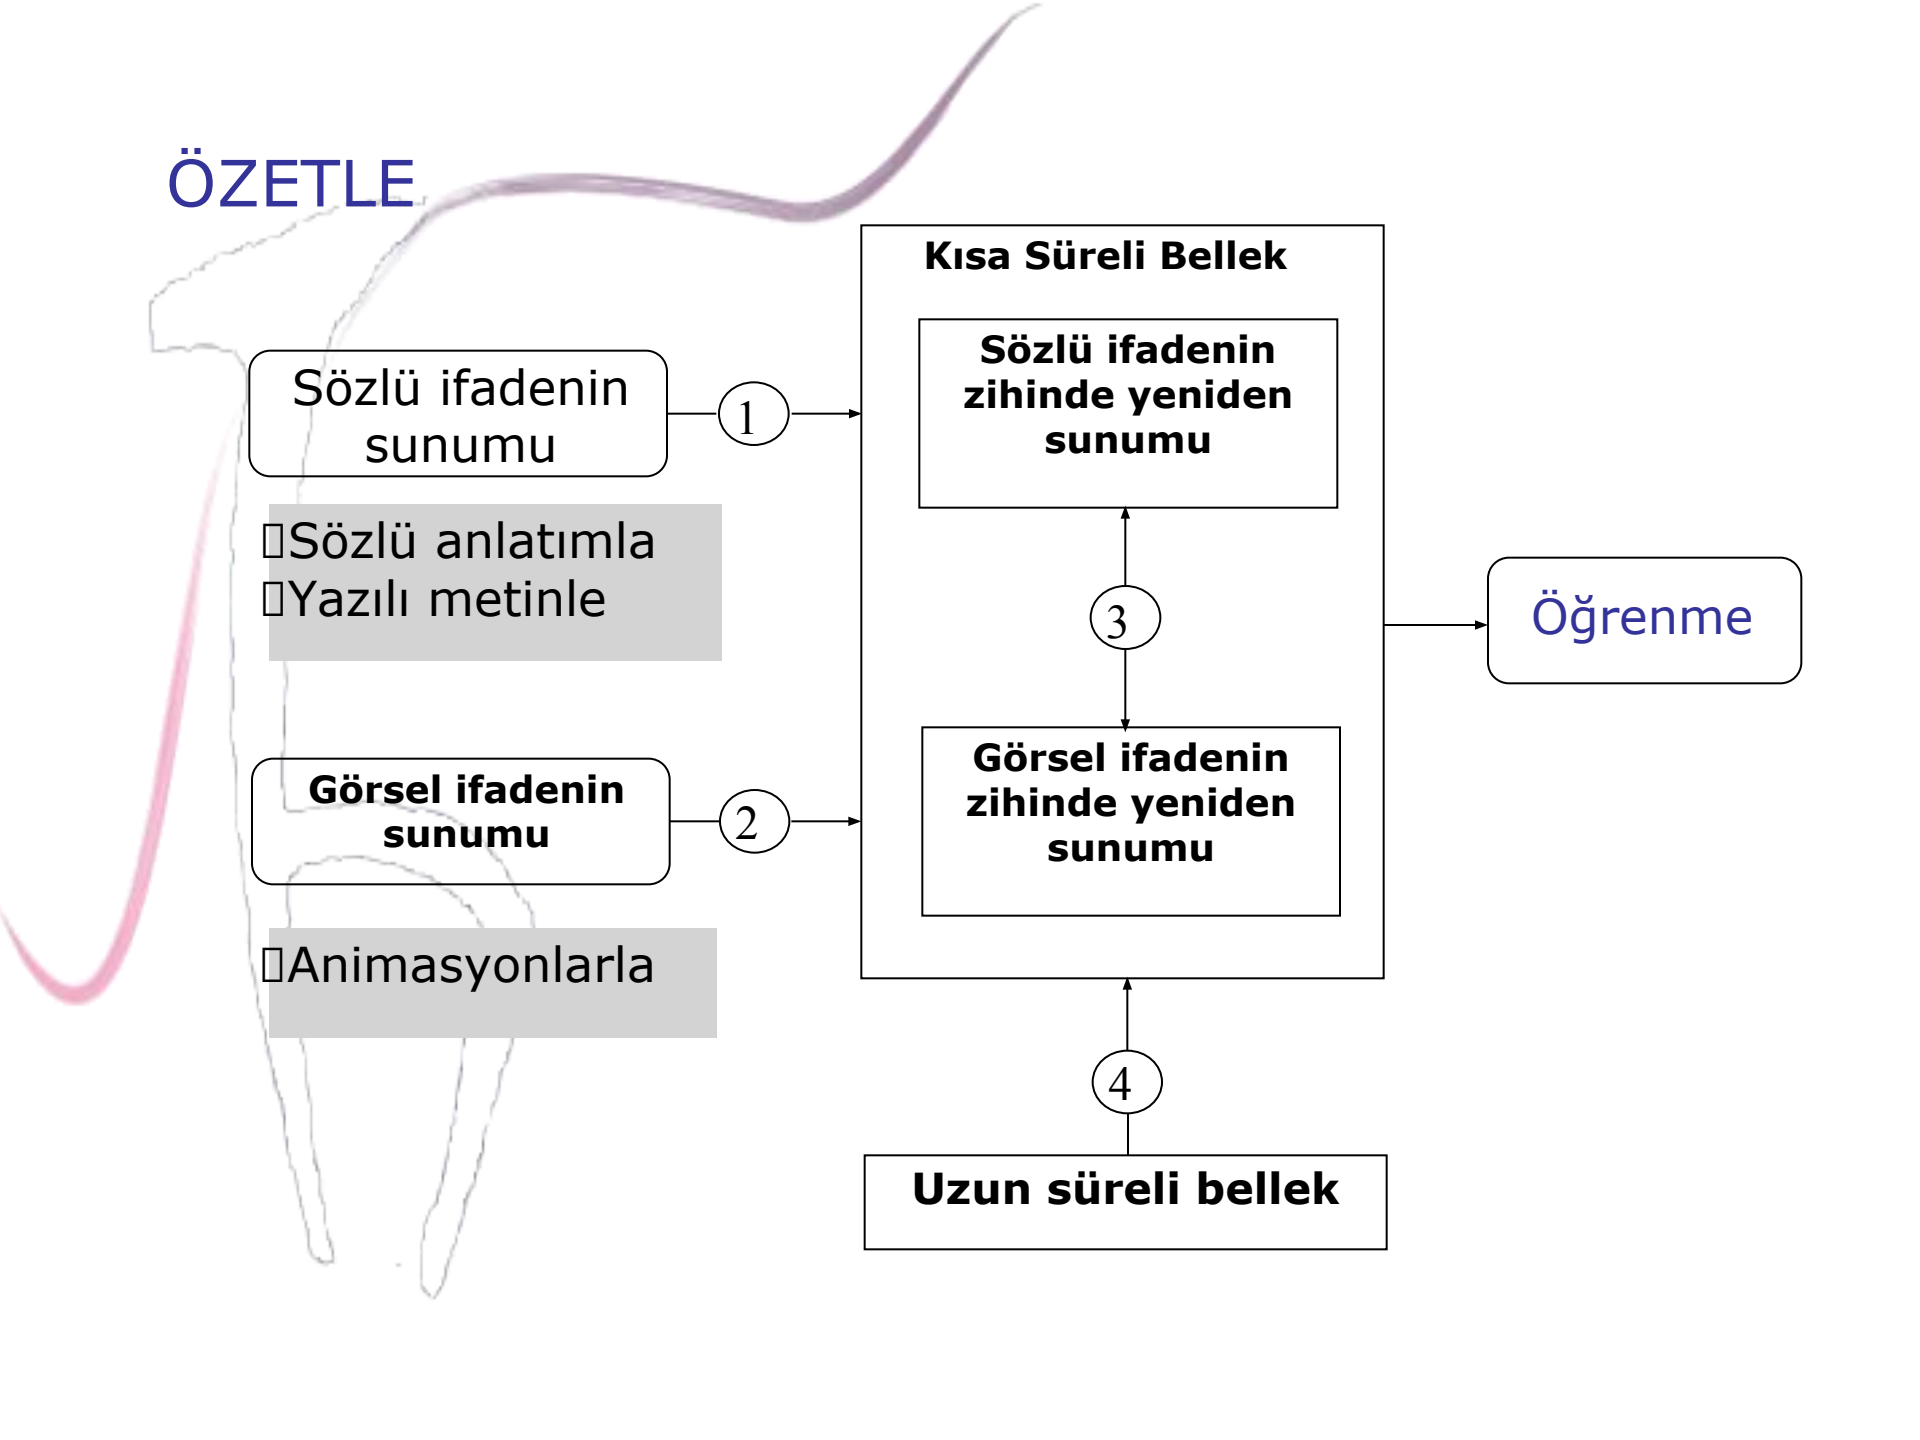 ÖZETLE
Kısa Süreli Bellek
Sözlü ifadenin
sunumu
1
Sözlü ifadenin
zihinde yeniden
sunumu
Sözlü anlatımla
Yazılı metinle
3
Öğrenme
Görsel ifadenin
sunumu
2
Görsel ifadenin
zihinde yeniden
sunumu
Animasyonlarla
4
Uzun süreli bellek